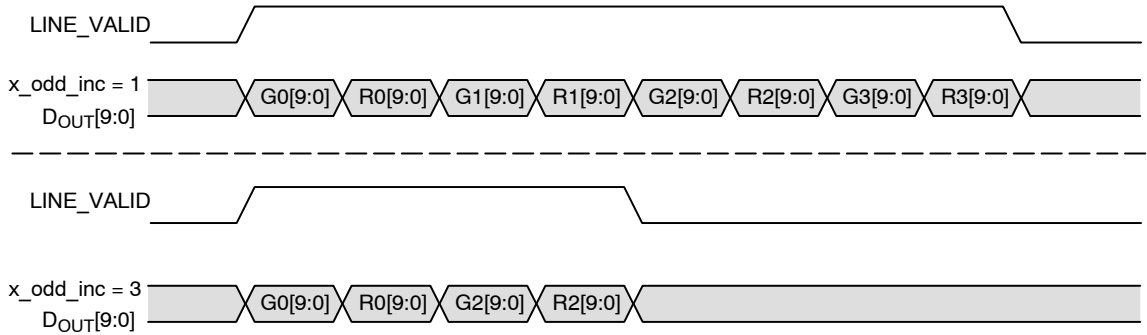 LINE_VALID
x_odd_inc = 1
DOUT[9:0]
G0[9:0] R0[9:0] G1[9:0] R1[9:0] G2[9:0] R2[9:0] G3[9:0] R3[9:0]
LINE_VALID
x_odd_inc = 3
DOUT[9:0]
G0[9:0] R0[9:0] G2[9:0] R2[9:0]